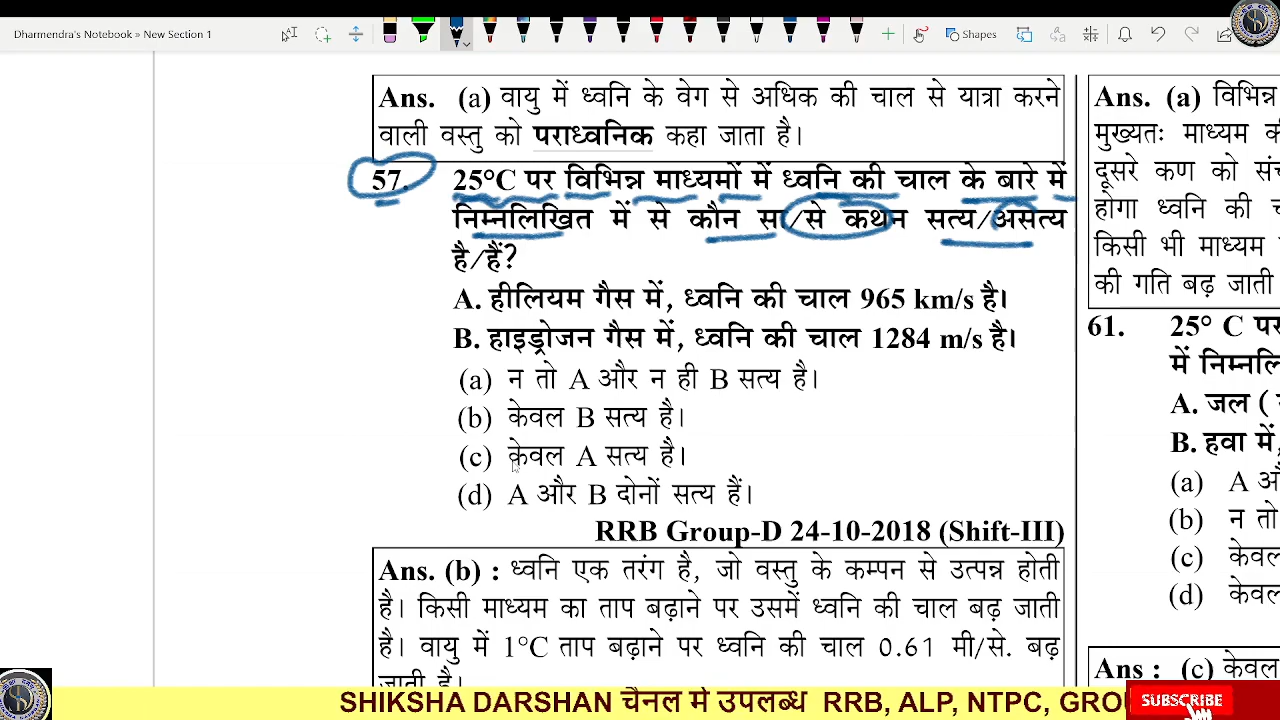 Dharmendra's Notebook » New Section 1
Shapes
Ans. (a) वायु में ध्वनि के वेग से अधिक की चाल से यात्रा करने
वाली वस्तु को पराध्वनिक कहा जाता है।
57. 25°C पर विभिन्न माध्यमों में ध्वनि की चाल के बारे में
निम्नलिखित में से कौन सा/से कथन सत्य/असत्य
है/हैं?
A. हीलियम गैस में, ध्वनि की चाल 965 km/s है।
B. हाइड्रोजन गैस में, ध्वनि की चाल 1284 m/s है।
(a) न तो A और न ही B सत्य है।
(b) केवल B सत्य है।
(c) केवल A सत्य है।
(d) A और B दोनों सत्य हैं।
RRB Group-D 24-10-2018 (Shift-III)
Ans. (b) : ध्वनि एक तरंग है, जो वस्तु के कम्पन से उत्पन्न होती
है। किसी माध्यम का ताप बढ़ाने पर उसमें ध्वनि की चाल बढ़ जाती
है। वायु में 1°C ताप बढ़ाने पर ध्वनि की चाल 0.61 मी/से. बढ़
जाती है।
Ans. (a) विभिन्न
मुख्यतः माध्यम की
दूसरे कण को
होगा ध्वनि की
किसी भी माध्यम
की गति बढ़ जाती
61. 25° C पर
में
A. जल (
B. हवा में,
(a) A
(b) न तो
(c)
(d)
Ans : (c) केवल
SHIKSHA DARSHAN चैनल मे उपलब्ध RRB, ALP, NTPC,
SUBSCRIBE